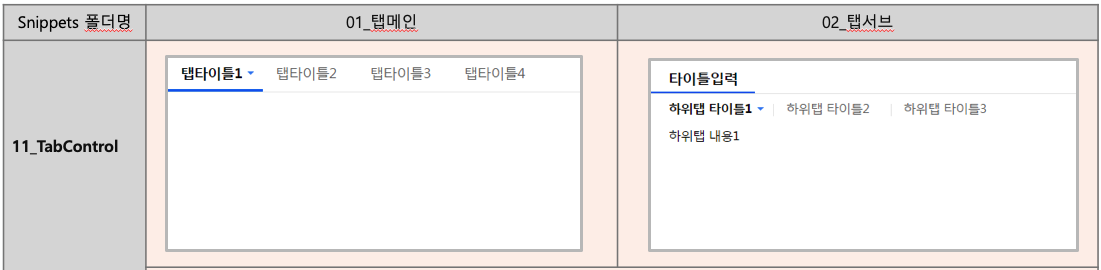 Snippets 폴더명
01_탭메인
02_탭서브
11_TabControl
탭타이틀1 탭타이틀2 탭타이틀3 탭타이틀4
타이틀입력
하위탭 타이틀1 하위탭 타이틀2 하위탭 타이틀3
하위탭 내용1